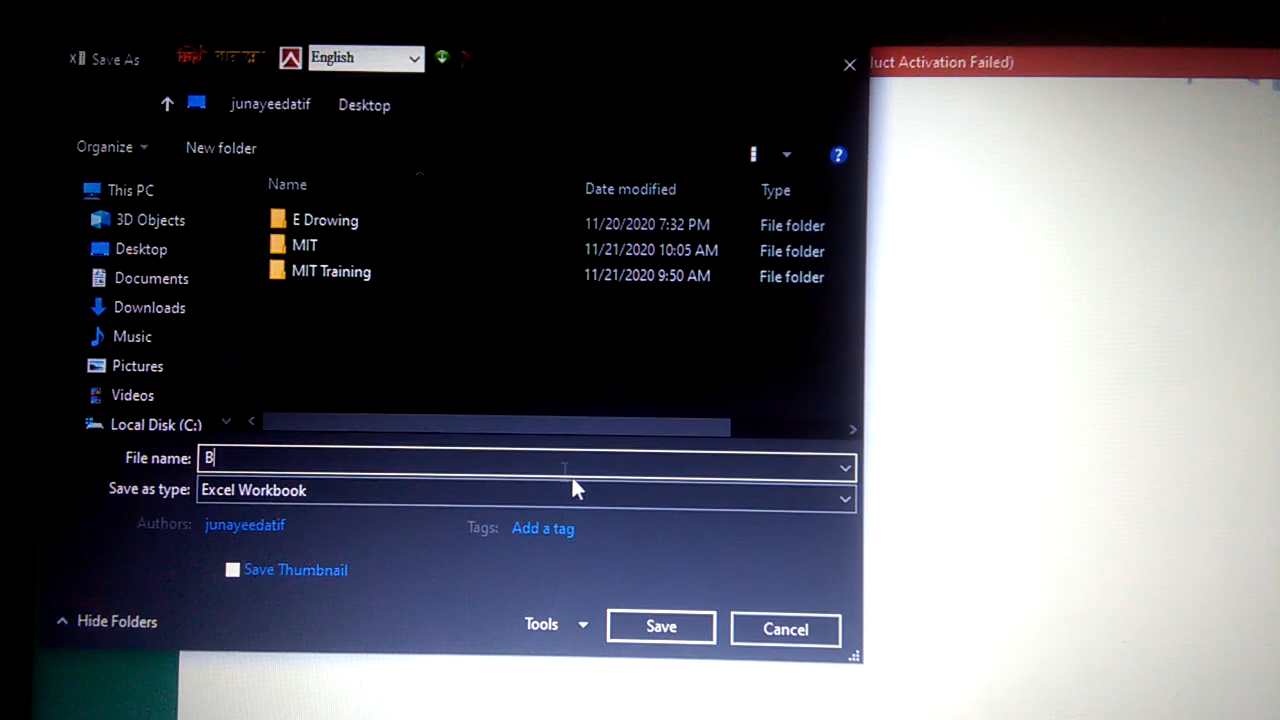 Save As
English
luct Activation Failed)
junayeedatif Desktop
Organize New folder
Name Date modified Type
This PC
3D Objects
Desktop
Documents
Downloads
Music
Pictures
Videos
Local Disk (C:)
E Drowing 11/20/2020 7:32 PM File folder
MIT 11/21/2020 10:05 AM File folder
MIT Training 11/21/2020 9:50 AM File folder
File name: B
Save as type: Excel Workbook
Authors: junayeedatif Tags: Add a tag
Save Thumbnail
Hide Folders Tools Save Cancel